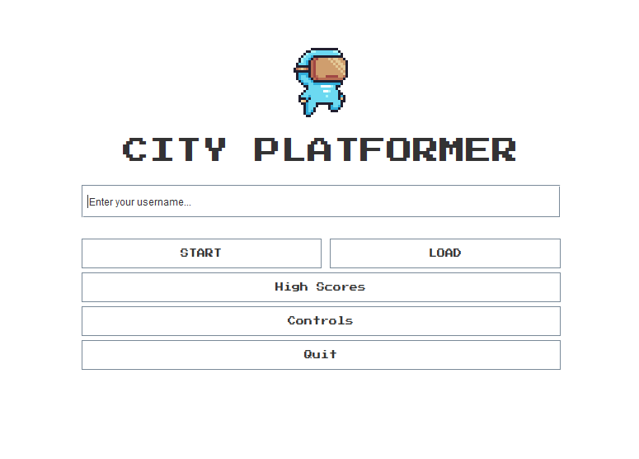 CITY PLATFORMER
Enter your username...
START LOAD
High Scores
Controls
Quit